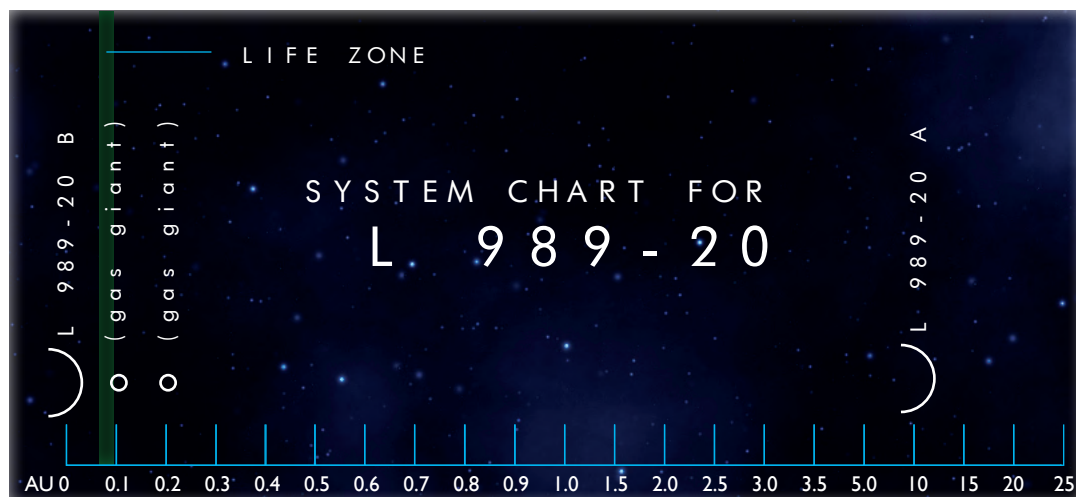 LIFE ZONE
L 989-20 B
(gas giant)
(gas giant)
SYSTEM CHART FOR
L 989-20
L 989-20 A
AU 0 0.1 0.2 0.3 0.4 0.5 0.6 0.7 0.8 0.9 1.0 1.5 2.0 2.5 3.0 3.5 5.0 10 15 20 25